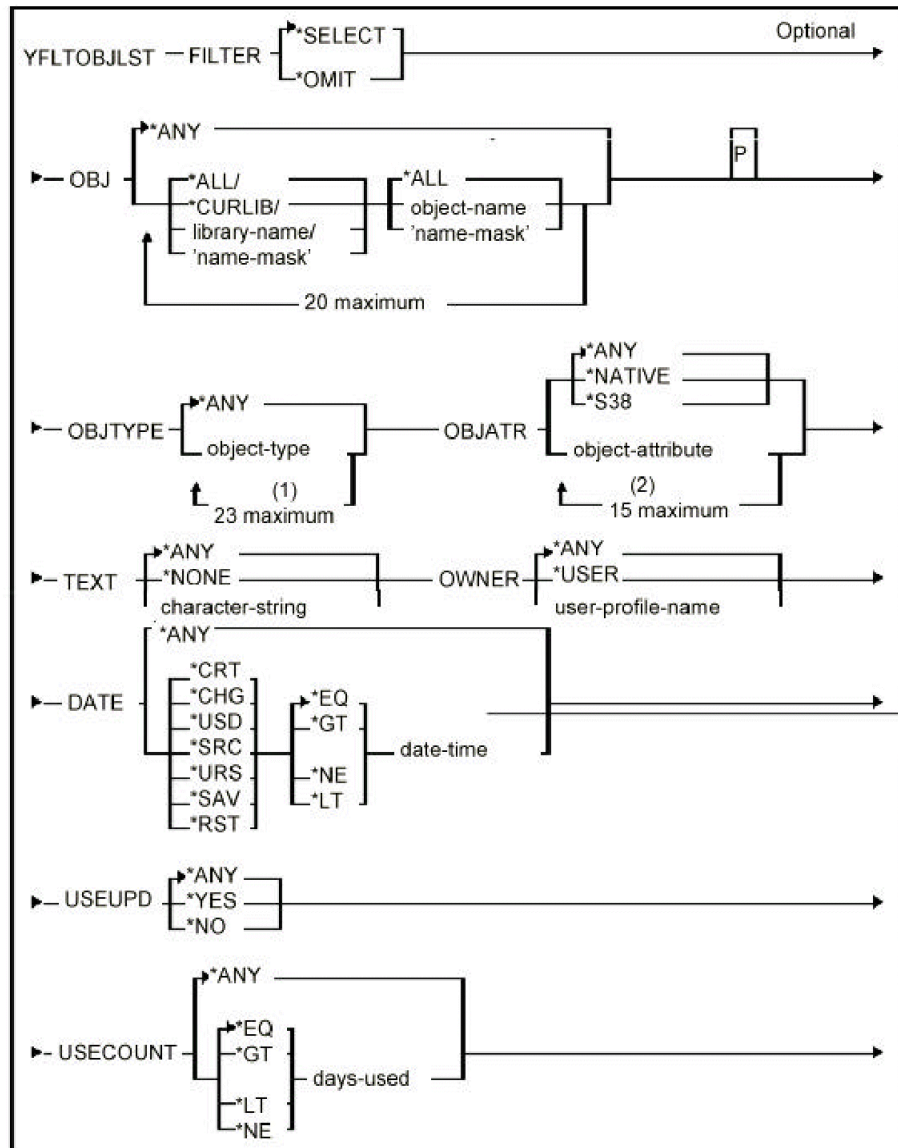 Optional
YFLTOBJLST FILTER *SELECT
*OMIT
OBJ *ANY
*ALL/
*CURLIB/
library-name/
'name-mask'
*ALL
object-name
'name-mask'
P
20 maximum
OBJTYPE *ANY
object-type
(1)
23 maximum
OBJATR *ANY
*NATIVE
*S38
object-attribute
(2)
15 maximum
TEXT *ANY
*NONE
character-string
OWNER *ANY
*USER
user-profile-name
DATE *ANY
*CRT
*CHG
*USD
*SRC
*URS
*SAV
*RST
*EQ
*GT
*NE
*LT
date-time
USEUPD *ANY
*YES
*NO
USECOUNT *ANY
*EQ
*GT
*LT
*NE
days-used